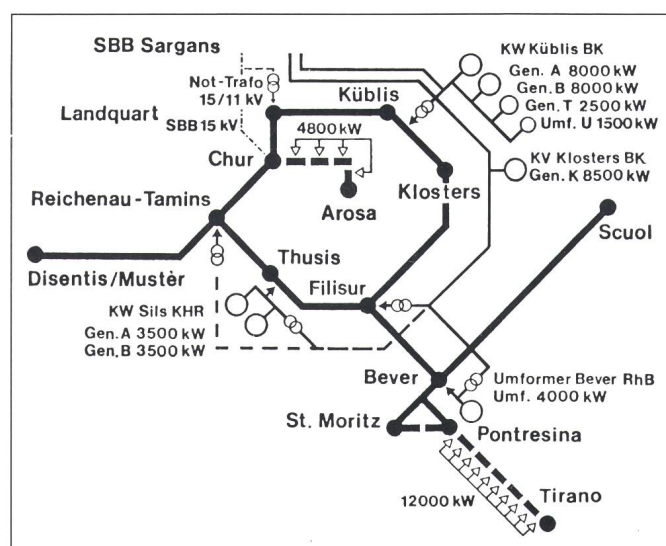 SBB Sargans
Not-Trafo
15/11 kV
Landquart
SBB 15 kV
Küblis
KW Küblis BK
Gen. A 8000 kW
Gen. B 8000 kW
Gen. T 2500 kW
Umf. U 1500 kW
4800 kW
Chur
KV Klosters BK
Gen. K 8500 kW
Klosters
Arosa
Reichenau-Tamins
Scuol
Thusis
Disentis/Mustèr
Filisur
KW Sils KHR
Gen. A 3500 kW
Gen. B 3500 kW
Bever
Umformer Bever RhB
Umf. 4000 kW
St. Moritz
Pontresina
12000 kW
Tirano